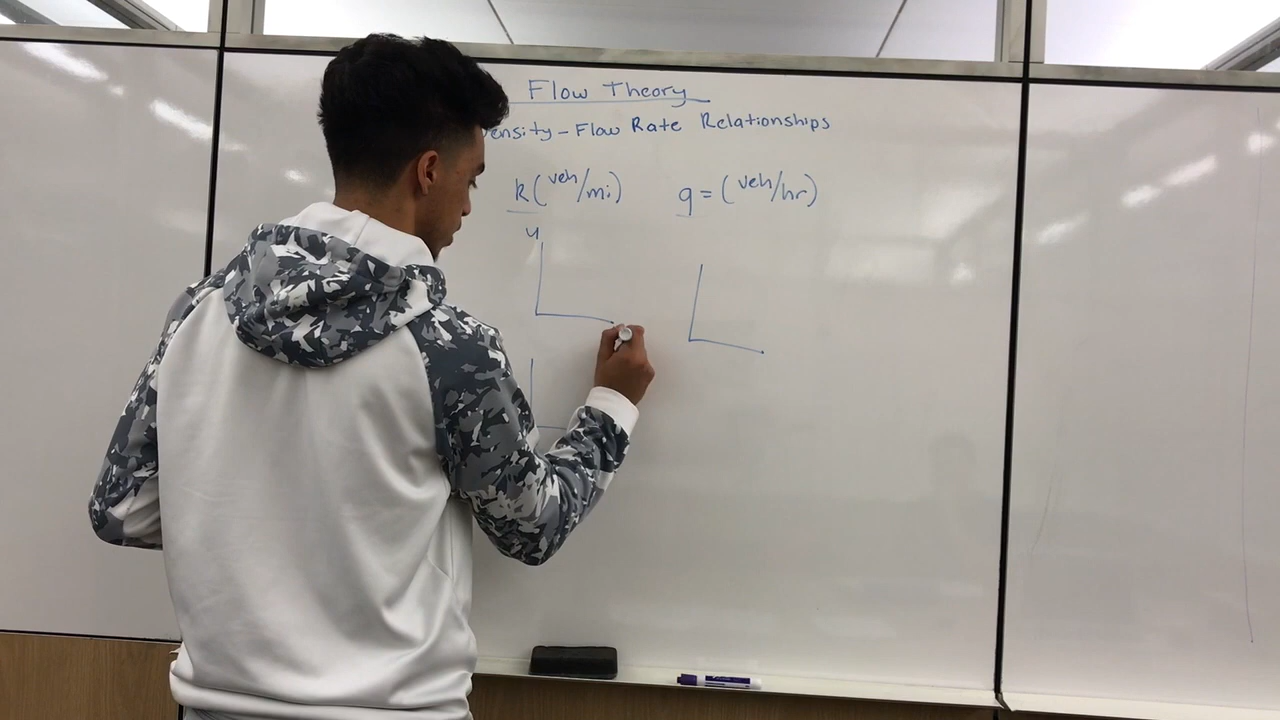 Flow Theory
ensity - Flow Rate Relationships
k (veh/mi) q = (veh/hr)
u